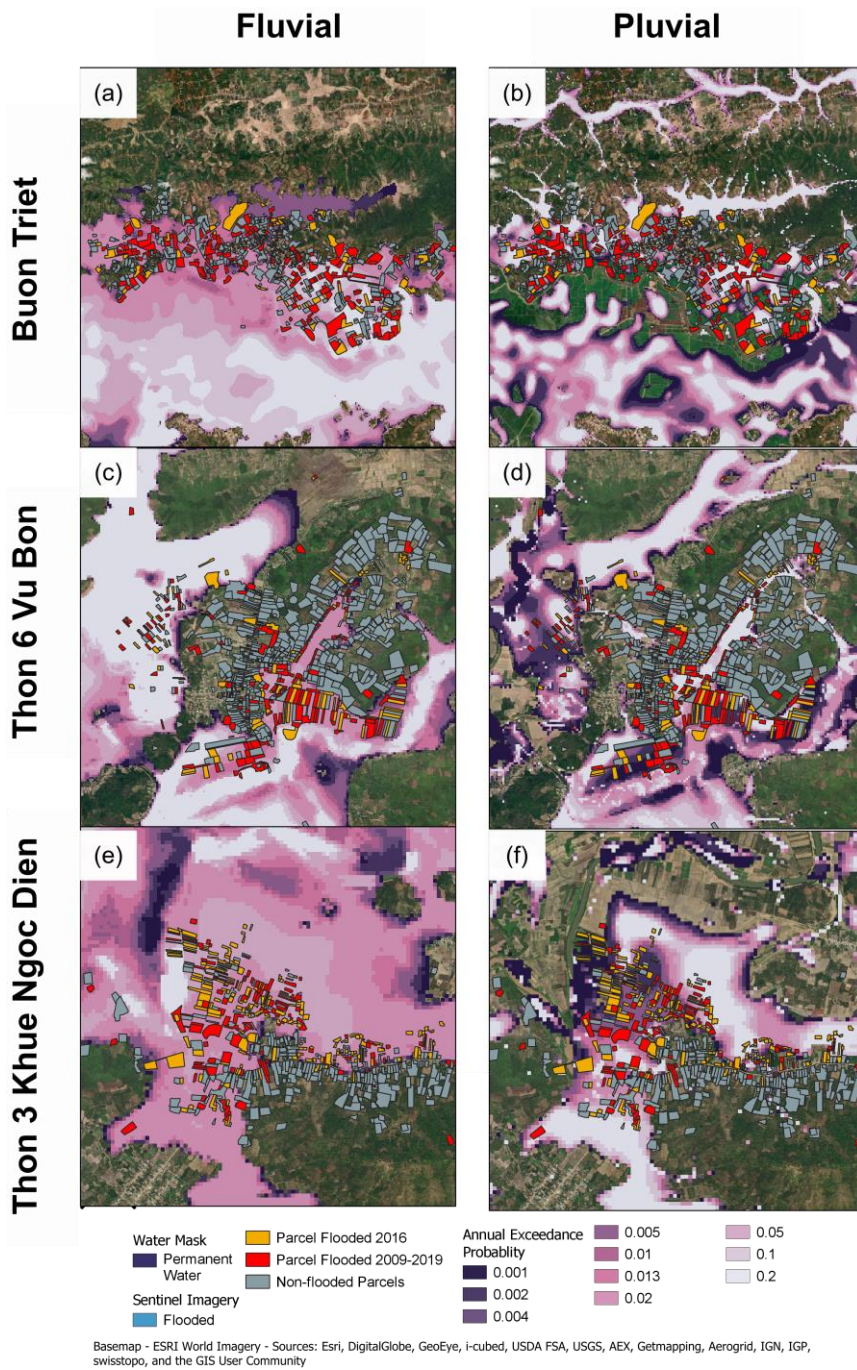 Fluvial
Pluvial
Buon Triet
(a)
(b)
Thon 6 Vu Bon
(c)
(d)
Thon 3 Khue Ngoc Dien
(e)
(f)
Water Mask
Permanent
Water
Sentinel Imagery
Flooded
Parcel Flooded 2016
Parcel Flooded 2009-2019
Non-flooded Parcels
Annual Exceedance
Probablity
0.001
0.002
0.004
0.005
0.01
0.013
0.02
0.05
0.1
0.2
Basemap - ESRI World Imagery - Sources: Esri, DigitalGlobe, GeoEye, i-cubed, USDA FSA, USGS, AEX, Getmapping, Aerogrid, IGN, IGP,
swisstopo, and the GIS User Community